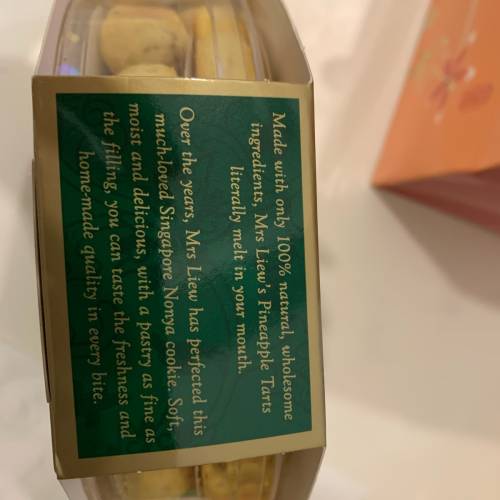 Made with only 100% natural, wholesome
ingredients, Mrs Liew's Pineapple Tarts
literally melt in your mouth.
Over the years, Mrs Liew has perfected this
much-loved Singapore Nonya cookie. Soft,
moist and delicious, with a pastry as fine as
the filling, you can taste the freshness and
home-made quality in every bite.